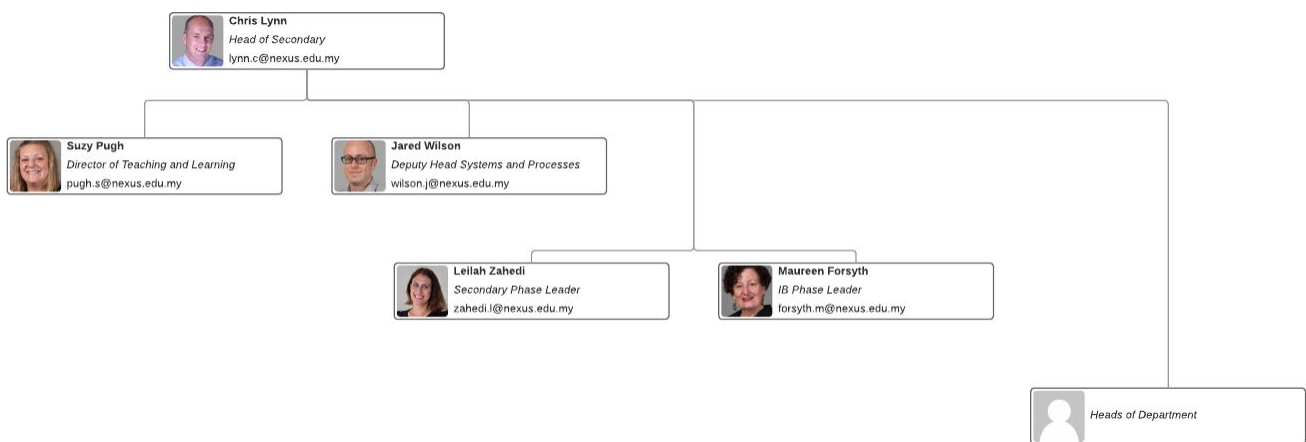 Chris Lynn
Head of Secondary
lynn.c@nexus.edu.my
Suzy Pugh
Director of Teaching and Learning
pugh.s@nexus.edu.my
Jared Wilson
Deputy Head Systems and Processes
wilson.j@nexus.edu.my
Leilah Zahedi
Secondary Phase Leader
zahedi.l@nexus.edu.my
Maureen Forsyth
IB Phase Leader
forsyth.m@nexus.edu.my
Heads of Department